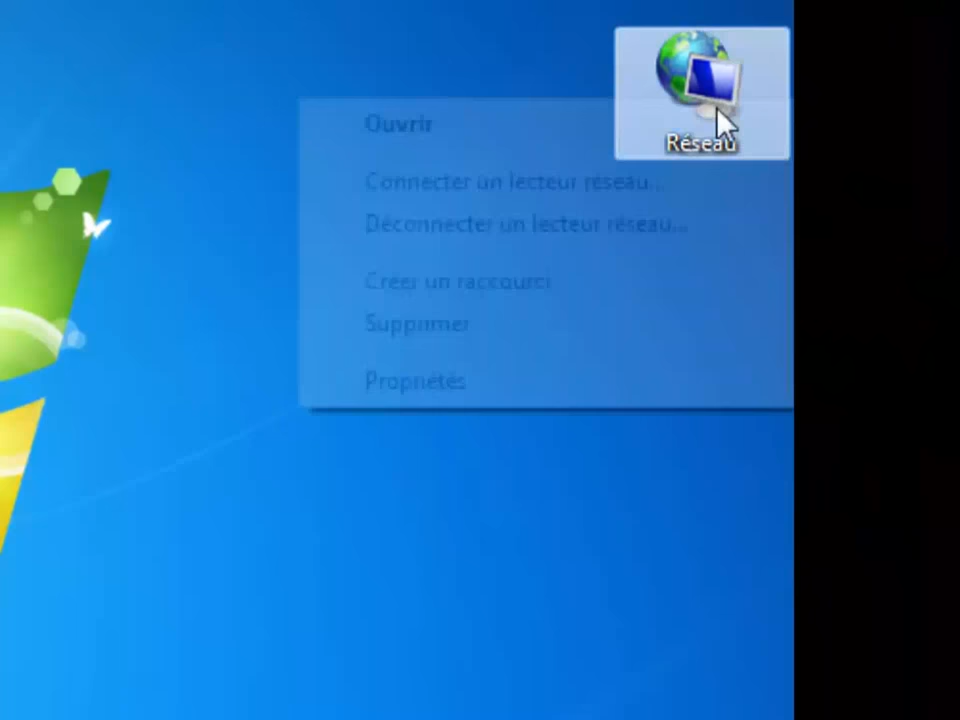 Réseau
Ouvrir
Connecter un lecteur réseau...
Déconnecter un lecteur réseau...
Créer un raccourci
Supprimer
Propriétés